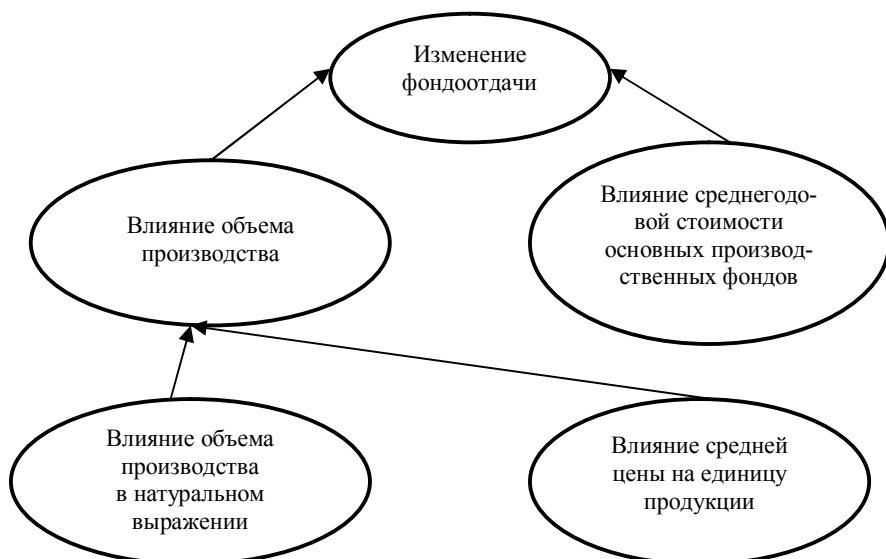 Изменение
фондоотдачи
Влияние объема
производства
Влияние среднегодо-
вой стоимости
основных производ-
ственных фондов
Влияние объема
производства
в натуральном
выражении
Влияние средней
цены на единицу
продукции